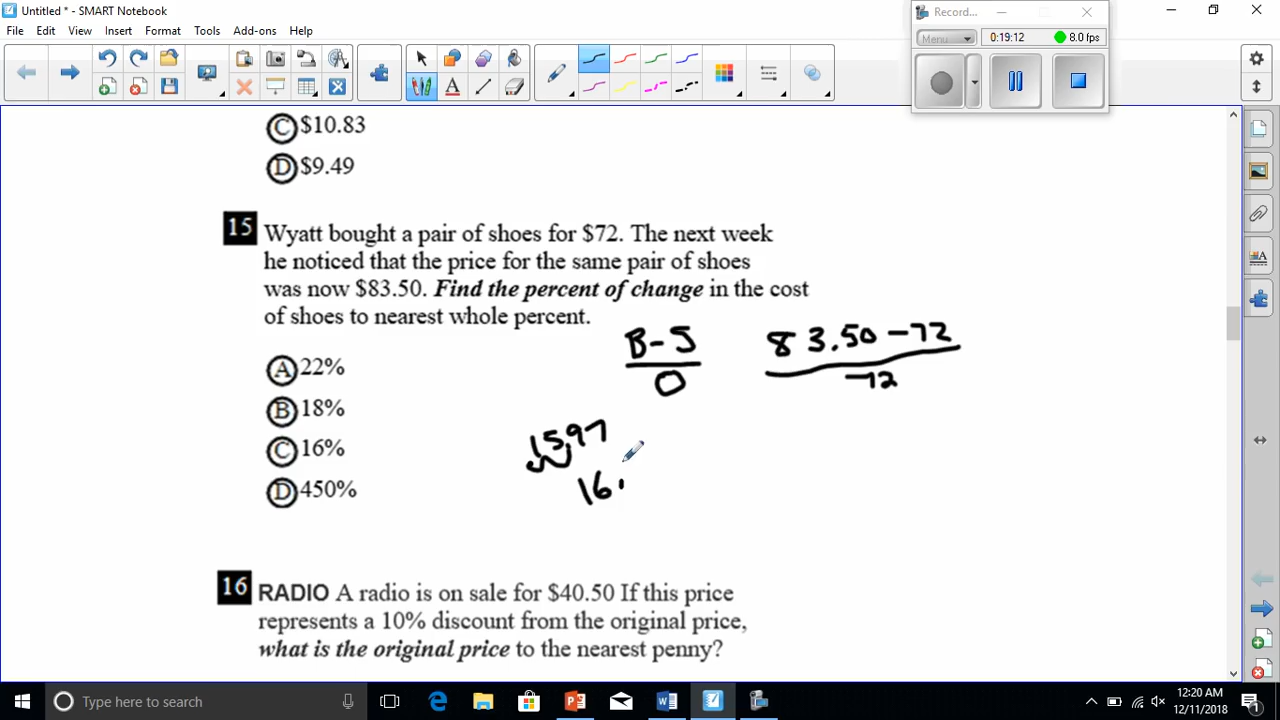 Untitled * - SMART Notebook
Record...
File Edit View Insert Format Tools Add-ons Help
Menu 0:19:12 8.0 fps
C $10.83
D $9.49
15 Wyatt bought a pair of shoes for $72. The next week
he noticed that the price for the same pair of shoes
was now $83.50. Find the percent of change in the cost
of shoes to nearest whole percent.
B-S
O
83.50-72
72
A 22%
B 18%
C 16%
D 450%
1597
16.
16 RADIO A radio is on sale for $40.50 If this price
represents a 10% discount from the original price,
what is the original price to the nearest penny?
Type here to search
12:20 AM
12/11/2018
1